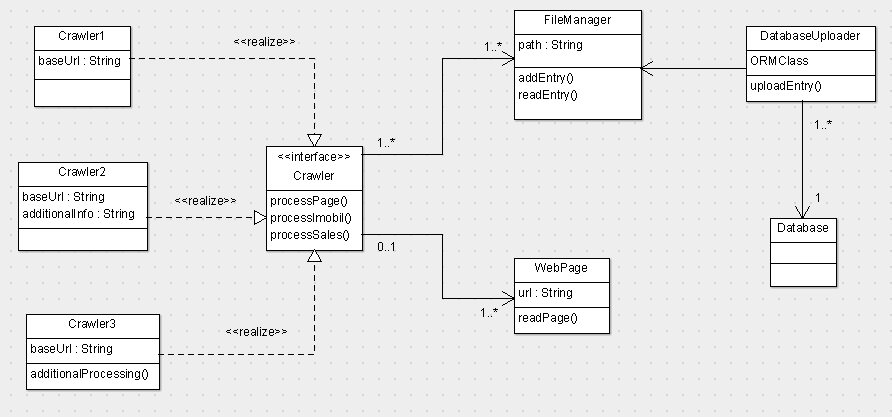 Crawler1
baseUrl : String
<<realize>>
FileManager
path : String
addEntry()
readEntry()
1..*
DatabaseUploader
ORMClass
uploadEntry()
1..*
1
Database
<<interface>>
Crawler
processPage()
processImobil()
processSales()
1..*
0..1
Crawler2
baseUrl : String
additionalInfo : String
<<realize>>
WebPage
url : String
readPage()
1..*
Crawler3
baseUrl : String
additionalProcessing()
<<realize>>